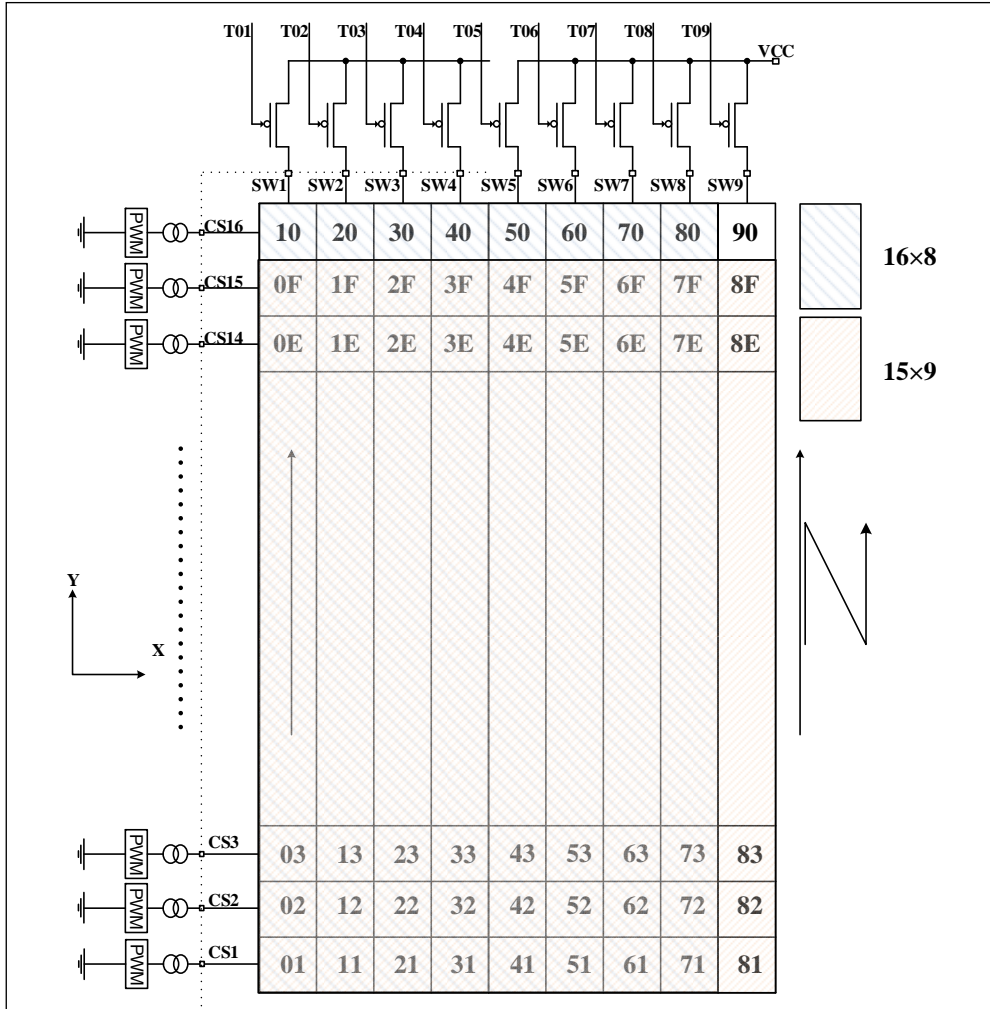 T01 T02 T03 T04 T05 T06 T07 T08 T09
VCC
SW1 SW2 SW3 SW4 SW5 SW6 SW7 SW8 SW9
PWM CS16 10 20 30 40 50 60 70 80 90
16×8
PWM CS15 0F 1F 2F 3F 4F 5F 6F 7F 8F
PWM CS14 0E 1E 2E 3E 4E 5E 6E 7E 8E
15×9
Y
X
PWM CS3 03 13 23 33 43 53 63 73 83
PWM CS2 02 12 22 32 42 52 62 72 82
PWM CS1 01 11 21 31 41 51 61 71 81